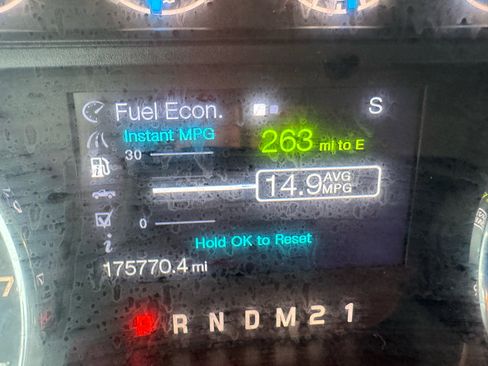 Fuel Econ.
S
Instant MPG
263 mi to E
30
14.9 AVG MPG
0
Hold OK to Reset
175770.4 mi
R N D M 2 1
7